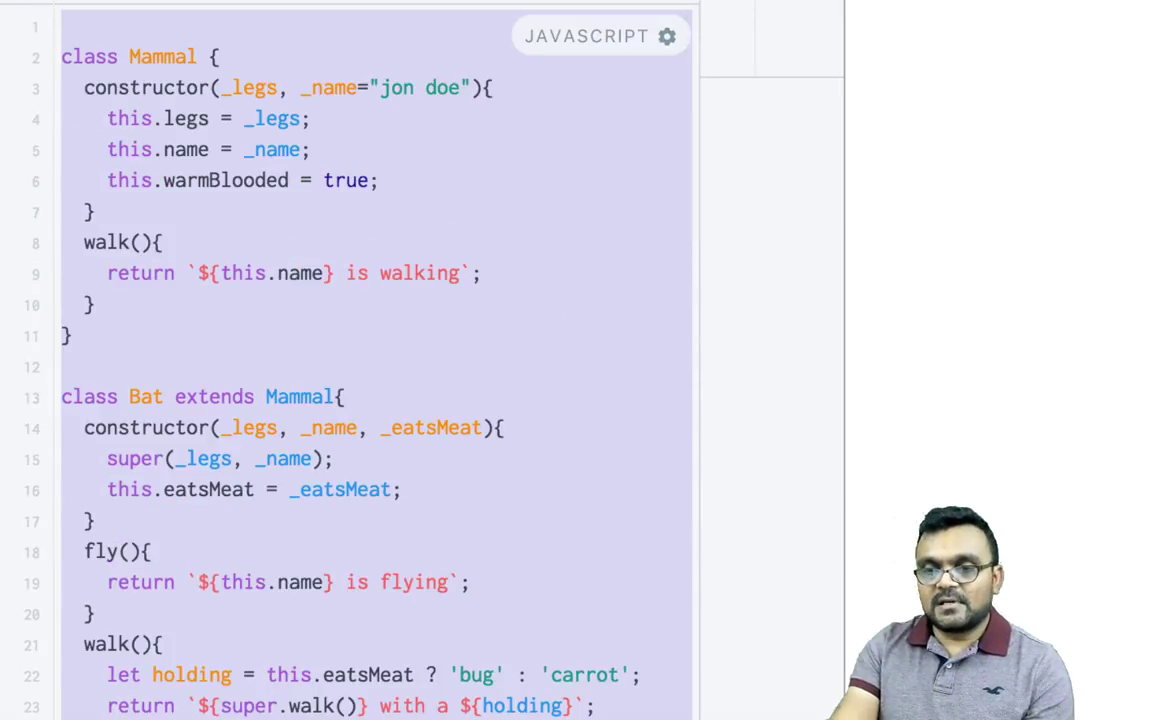 JAVASCRIPT
1
2 class Mammal {
3 constructor(_legs, _name="jon doe"){
4 this.legs = _legs;
5 this.name = _name;
6 this.warmBlooded = true;
7 }
8 walk(){
9 return `${this.name} is walking`;
10 }
11 }
12
13 class Bat extends Mammal{
14 constructor(_legs, _name, _eatsMeat){
15 super(_legs, _name);
16 this.eatsMeat = _eatsMeat;
17 }
18 fly(){
19 return `${this.name} is flying`;
20 }
21 walk(){
22 let holding = this.eatsMeat ? 'bug' : 'carrot';
23 return `${super.walk()} with a ${holding}`;